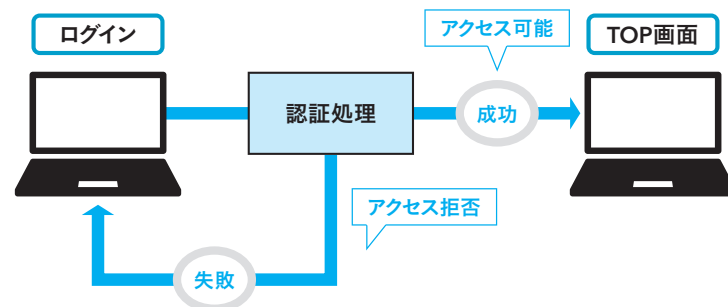 ログイン
アクセス可能
TOP画面
認証処理
成功
アクセス拒否
失敗